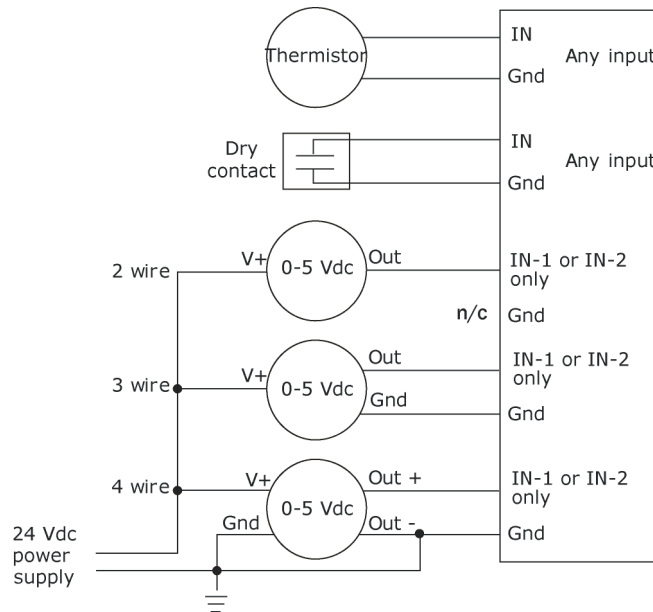 Thermistor
IN
Any input
Gnd
Dry
contact
IN
Any input
Gnd
2 wire
V+
0-5 Vdc
Out
IN-1 or IN-2
only
n/c
Gnd
3 wire
V+
0-5 Vdc
Out
Gnd
IN-1 or IN-2
only
Gnd
4 wire
V+
Gnd
0-5 Vdc
Out +
Out -
IN-1 or IN-2
only
Gnd
24 Vdc
power
supply